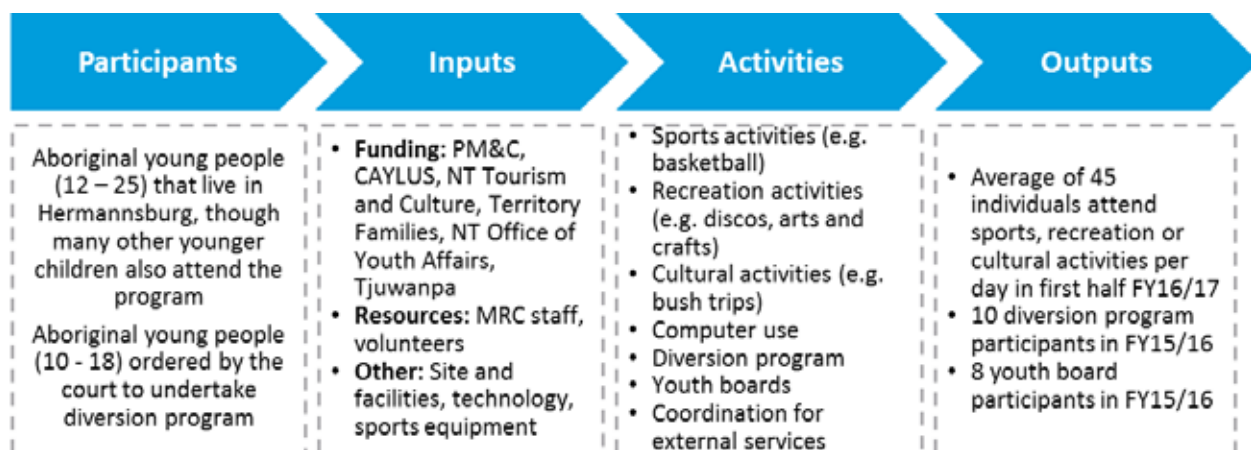 Participants
Inputs
Activities
Outputs
Aboriginal young people
(12 – 25) that live in
Hermannsburg, though
many other younger
children also attend the
program
Aboriginal young people
(10 - 18) ordered by the
court to undertake
diversion program
• Funding: PM&C,
CAYLUS, NT Tourism
and Culture, Territory
Families, NT Office of
Youth Affairs,
Tjuwanpa
• Resources: MRC staff,
volunteers
• Other: Site and
facilities, technology,
sports equipment
• Sports activities (e.g.
basketball)
• Recreation activities
(e.g. discos, arts and
crafts)
• Cultural activities (e.g.
bush trips)
• Computer use
• Diversion program
• Youth boards
• Coordination for
external services
• Average of 45
individuals attend
sports, recreation or
cultural activities per
day in first half FY16/17
• 10 diversion program
participants in FY15/16
• 8 youth board
participants in FY15/16